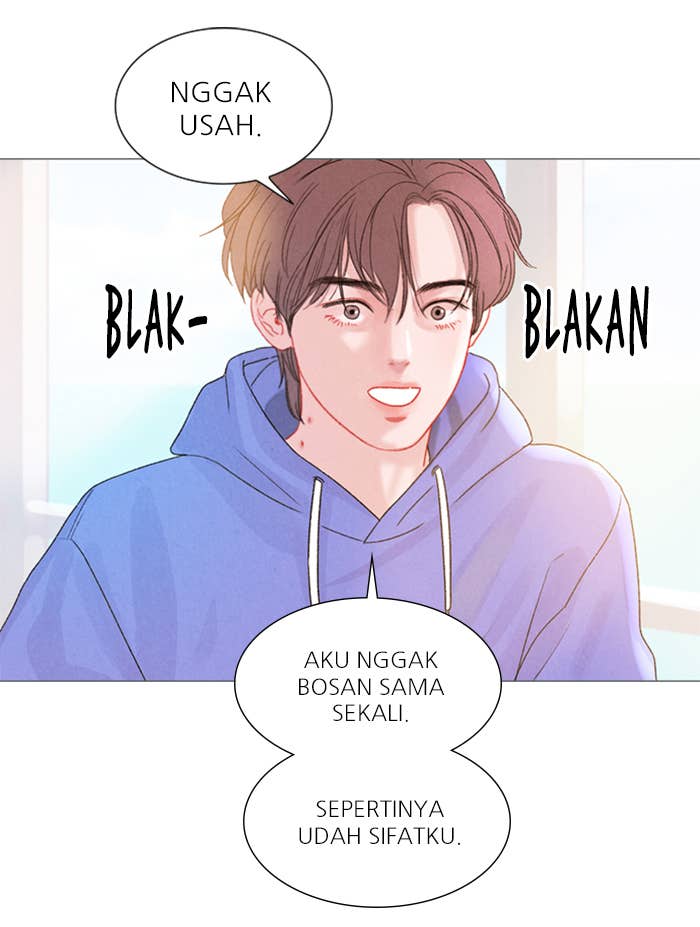 NGGAK
USAH.
BLAK-
BLAKAN
AKU NGGAK
BOSAN SAMA
SEKALI.
SEPERTINYA
UDAH SIFATKU.